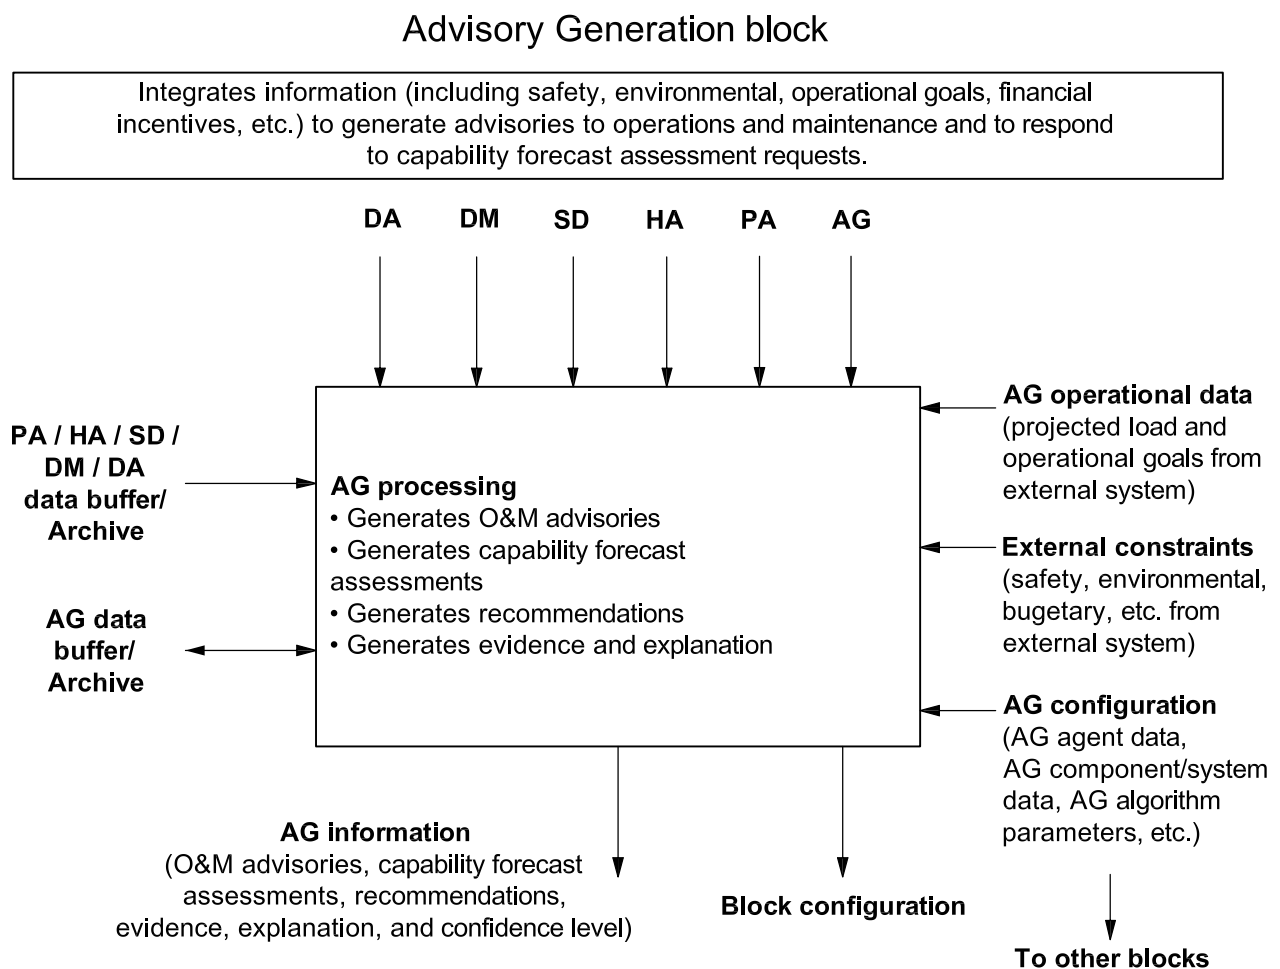 Advisory Generation block
Integrates information (including safety, environmental, operational goals, financial
incentives, etc.) to generate advisories to operations and maintenance and to respond
to capability forecast assessment requests.
DA DM SD HA PA AG
PA / HA / SD /
DM / DA
data buffer/
Archive
AG data
buffer/
Archive
AG processing
• Generates O&M advisories
• Generates capability forecast
assessments
• Generates recommendations
• Generates evidence and explanation
AG operational data
(projected load and
operational goals from
external system)
External constraints
(safety, environmental,
bugetary, etc. from
external system)
AG configuration
(AG agent data,
AG component/system
data, AG algorithm
parameters, etc.)
AG information
(O&M advisories, capability forecast
assessments, recommendations,
evidence, explanation, and confidence level)
Block configuration
To other blocks